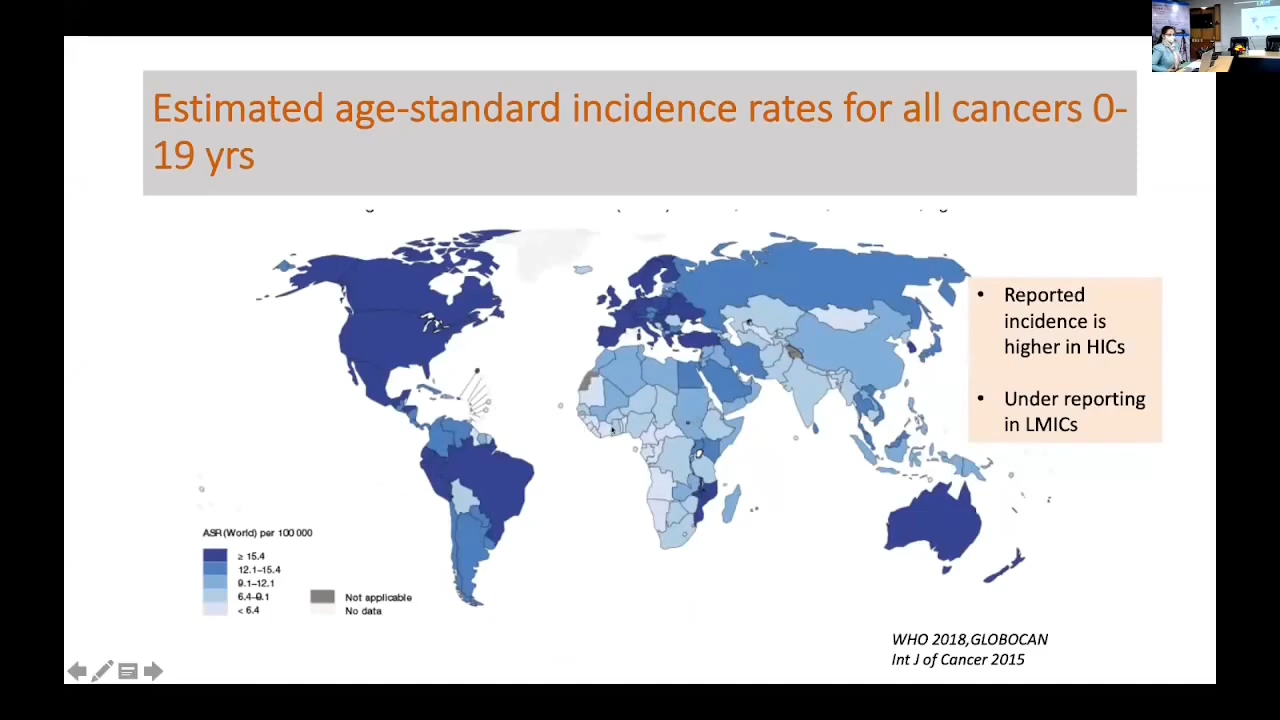 Estimated age-standard incidence rates for all cancers 0-
19 yrs
• Reported
incidence is
higher in HICs
• Under reporting
in LMICs
ASR (World) per 100 000
≥ 15.4
12.1–15.4
9.1–12.1
6.4–9.1
< 6.4
Not applicable
No data
WHO 2018,GLOBOCAN
Int J of Cancer 2015